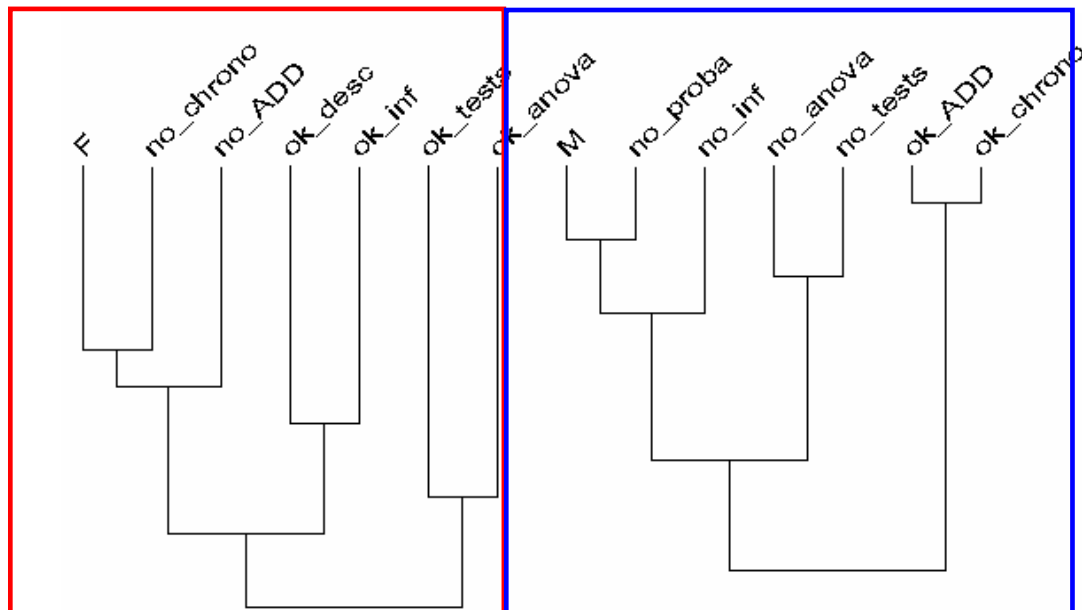 F
no_chrono
no_ADD
ok_desc
ok_inf
ok_tests
ok_anova
M
no_proba
no_inf
no_anova
no_tests
ok_ADD
ok_chrono